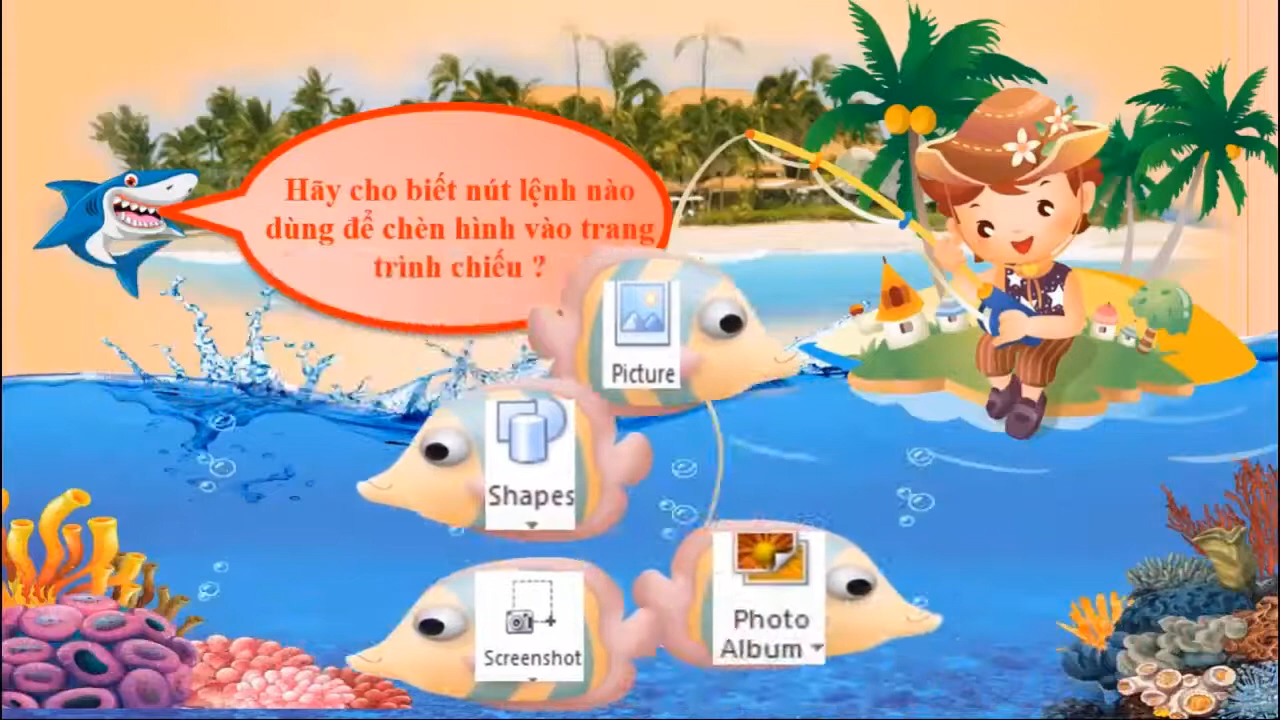 Hãy cho biết nút lệnh nào
dùng để chèn hình vào trang
trình chiếu ?
Picture
Shapes
Screenshot
Photo
Album